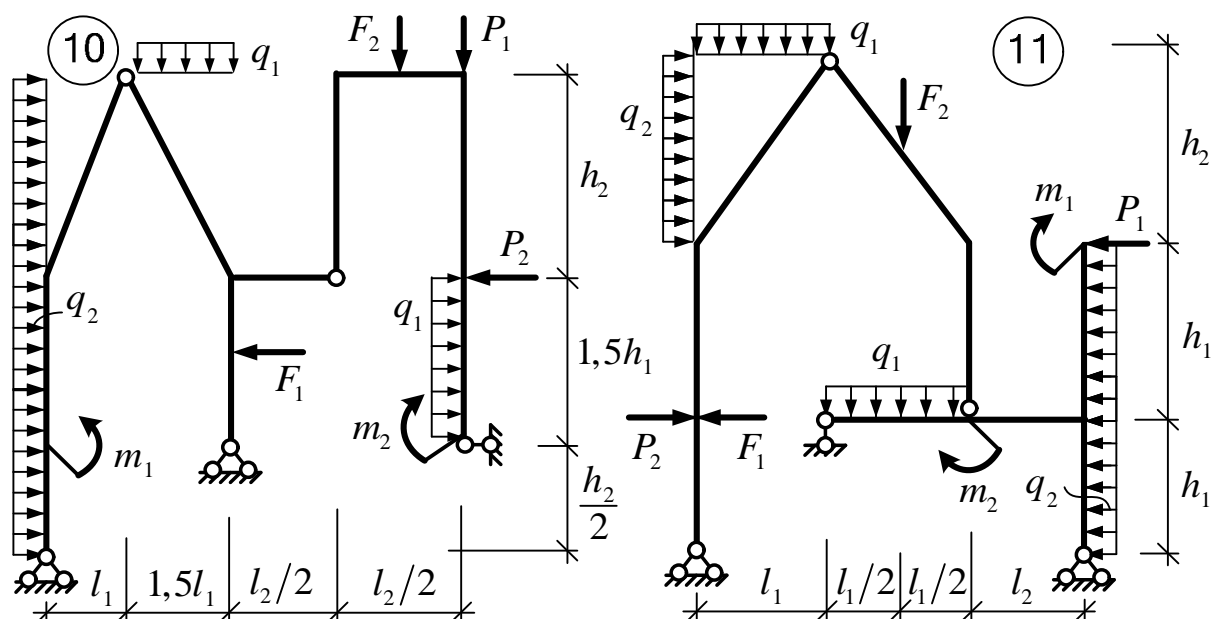 10
q₁
F₂
P₁
h₂
P₂
q₂
q₁
1,5h₁
F₁
m₂
m₁
h₂/2
l₁ 1,5l₁ l₂/2 l₂/2
q₁
11
q₂
F₂
h₂
m₁
P₁
h₁
q₁
P₂ F₁
m₂
q₂
h₁
l₁ l₁/2 l₁/2 l₂